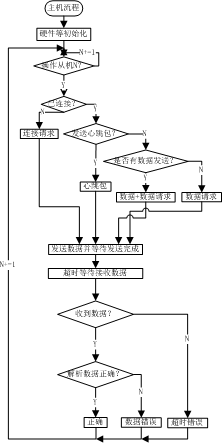 主机流程
硬件等初始化
N+=1
操作从机N?
Y
已连接?
Y
N
连接请求
发送心跳包?
N
Y
是否有数据发送?
心跳包
Y
N
数据+数据请求
数据请求
发送数据并等待发送完成
N+=1
超时等待接收数据
收到数据?
N
Y
解析数据正确?
Y
N
正确
数据错误
超时错误